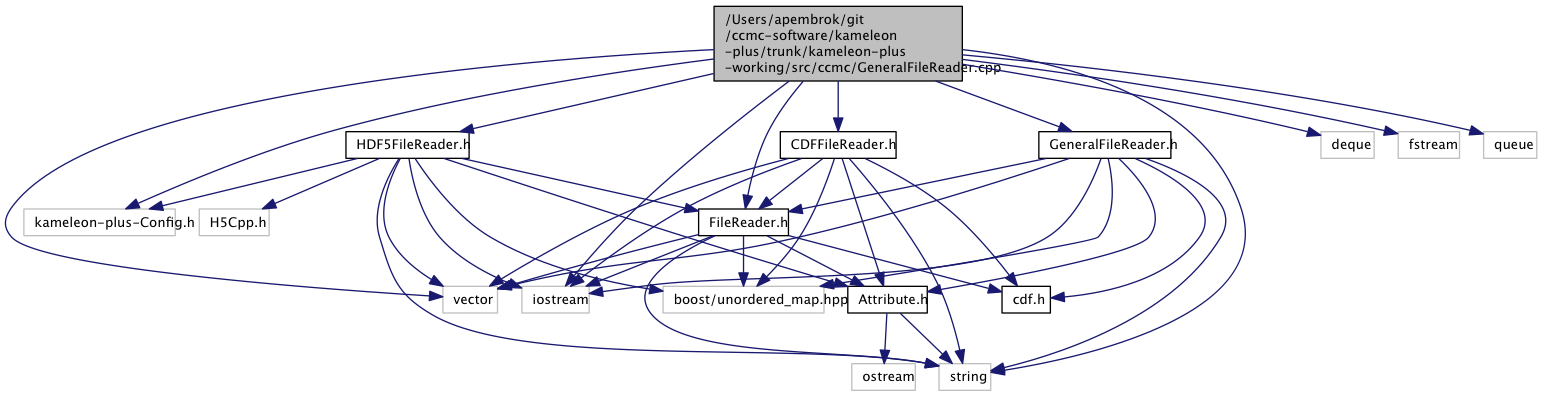 /Users/apembrok/git
/ccmc-software/kameleon
-plus/trunk/kameleon-plus
-working/src/ccmc/GeneralFileReader.cpp
HDF5FileReader.h
CDFFileReader.h
GeneralFileReader.h
deque
fstream
queue
kameleon-plus-Config.h
H5Cpp.h
FileReader.h
vector
iostream
boost/unordered_map.hpp
Attribute.h
cdf.h
ostream
string